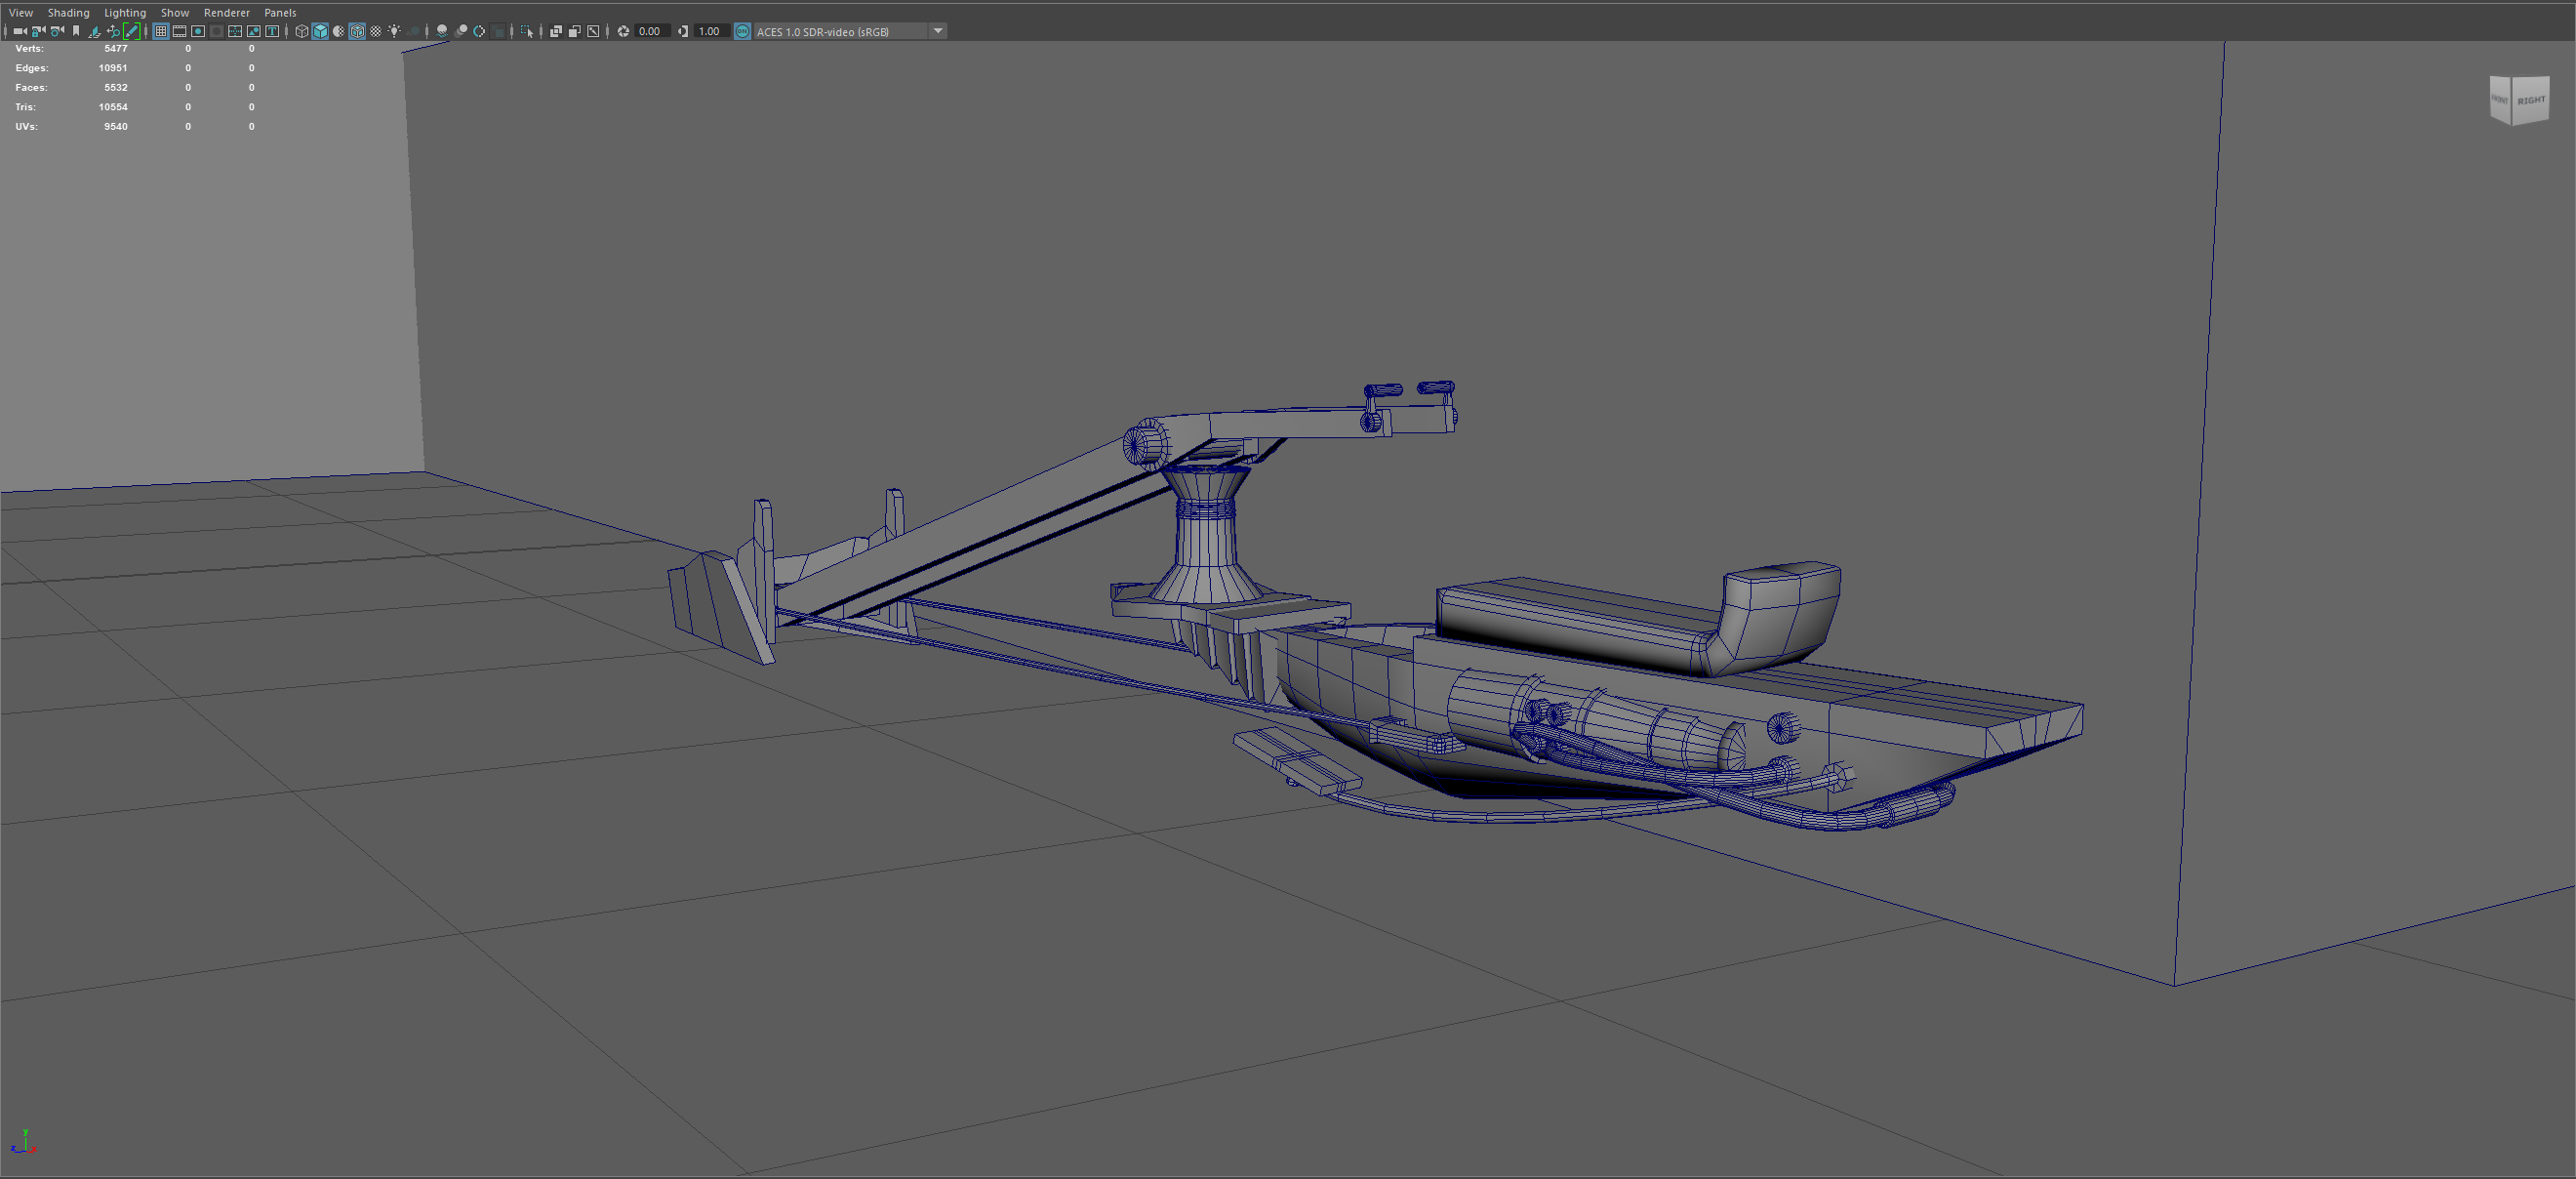 View Shading Lighting Show Renderer Panels
0.00 1.00 ON ACES 1.0 SDR-video (sRGB)
Verts: 5477 0 0
Edges: 10951 0 0
Faces: 5532 0 0
Tris: 10554 0 0
UVs: 9540 0 0
FRONT RIGHT
y
z x